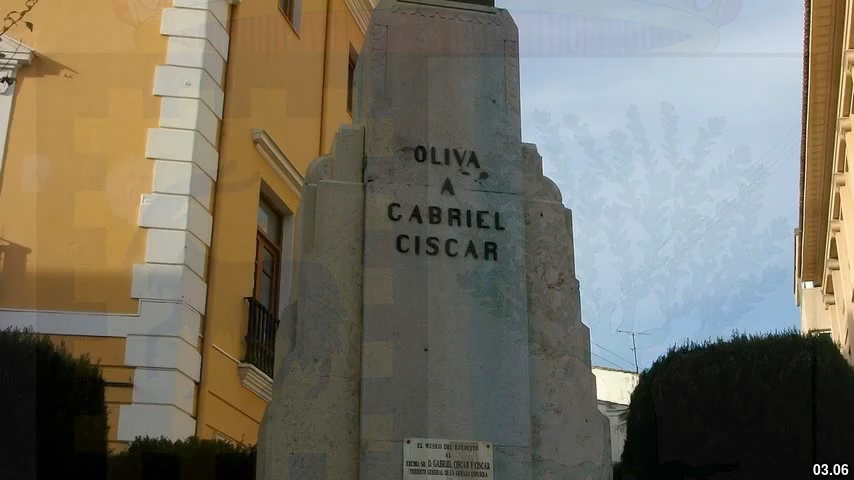 OLIVA
A
GABRIEL
CISCAR
EL MUSEO DEL EJERCITO
AL
EXCMO SR. D. GABRIEL CISCAR Y CISCAR
TENIENTE GENERAL DE LA ARMADA ESPAÑOLA
03.06